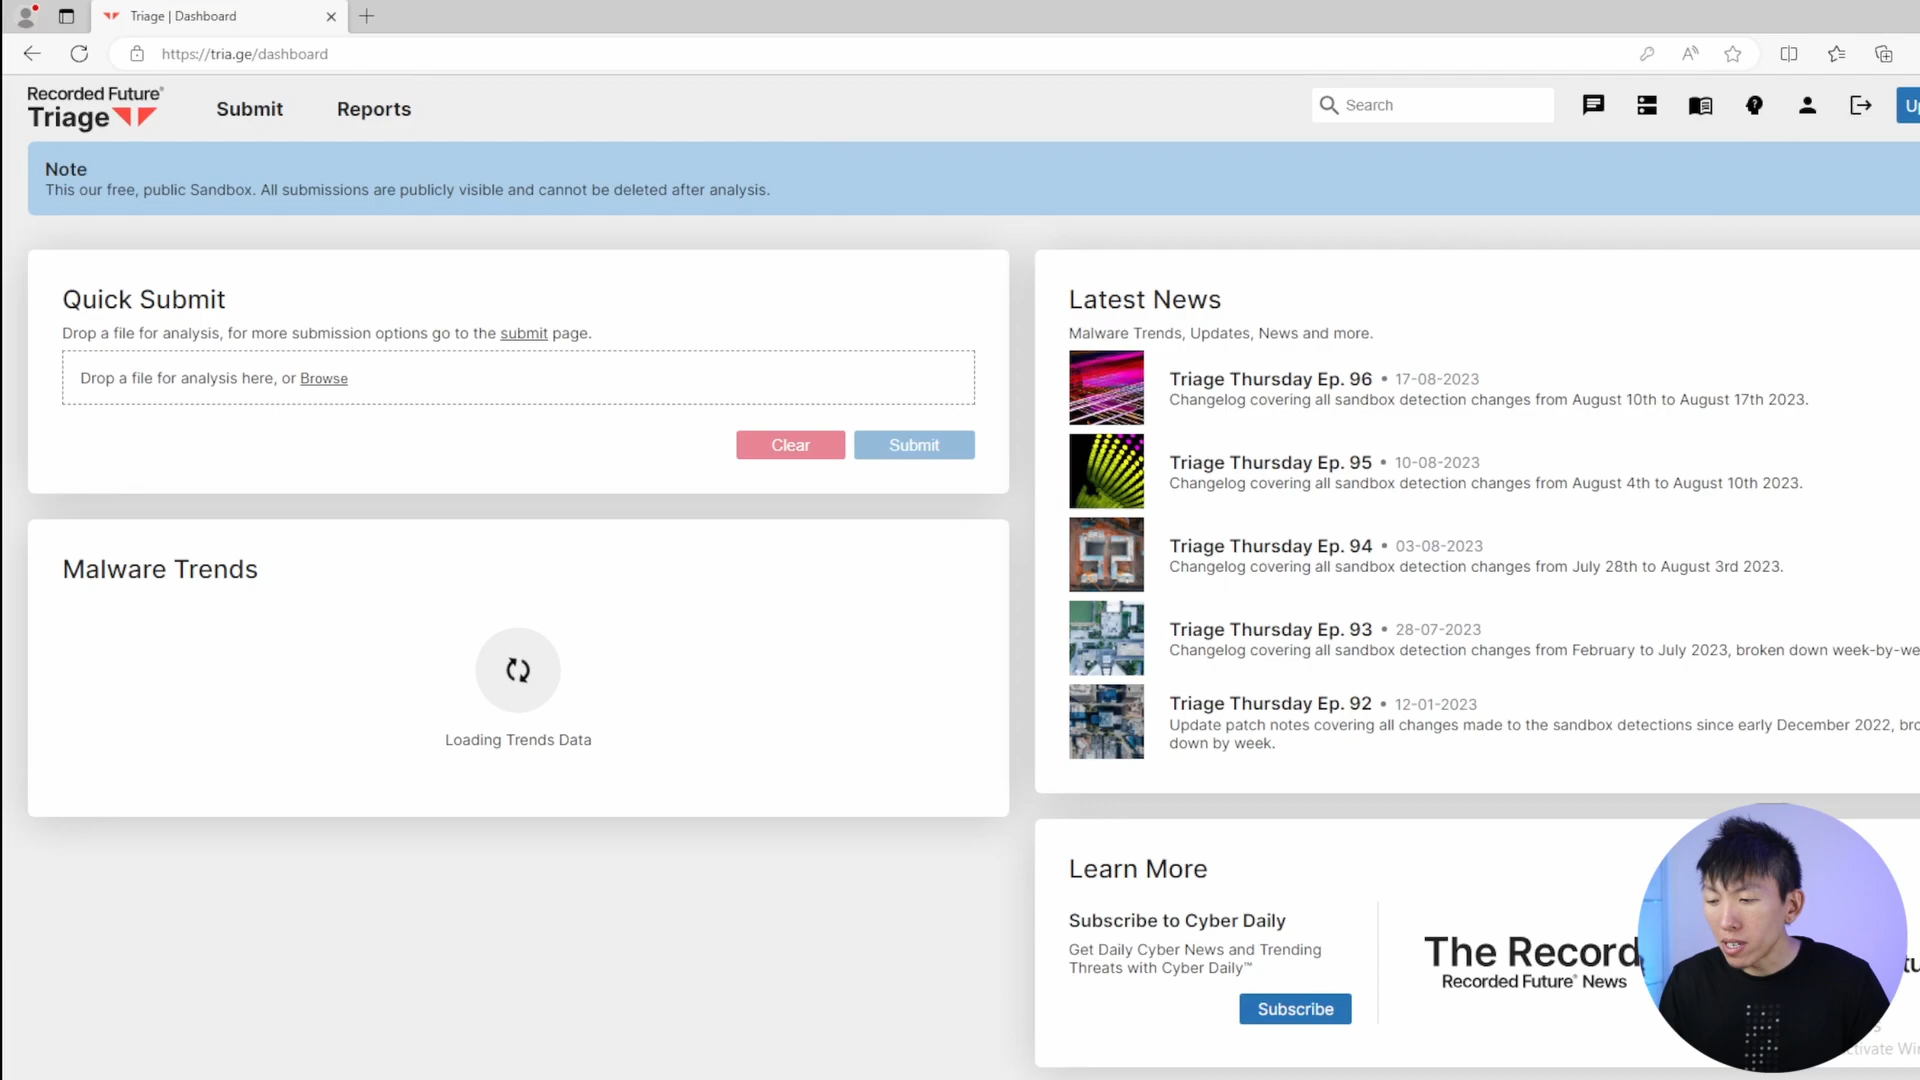 Triage | Dashboard
https://tria.ge/dashboard
Recorded Future®
Triage
Submit
Reports
Search
Note
This our free, public Sandbox. All submissions are publicly visible and cannot be deleted after analysis.
Quick Submit
Drop a file for analysis, for more submission options go to the submit page.
Drop a file for analysis here, or Browse
Clear
Submit
Malware Trends
Loading Trends Data
Latest News
Malware Trends, Updates, News and more.
Triage Thursday Ep. 96 • 17-08-2023
Changelog covering all sandbox detection changes from August 10th to August 17th 2023.
Triage Thursday Ep. 95 • 10-08-2023
Changelog covering all sandbox detection changes from August 4th to August 10th 2023.
Triage Thursday Ep. 94 • 03-08-2023
Changelog covering all sandbox detection changes from July 28th to August 3rd 2023.
Triage Thursday Ep. 93 • 28-07-2023
Changelog covering all sandbox detection changes from February to July 2023, broken down week-by-we
Triage Thursday Ep. 92 • 12-01-2023
Update patch notes covering all changes made to the sandbox detections since early December 2022, bro
down by week.
Learn More
Subscribe to Cyber Daily
Get Daily Cyber News and Trending
Threats with Cyber Daily™
Subscribe
The Record
Recorded Future® News